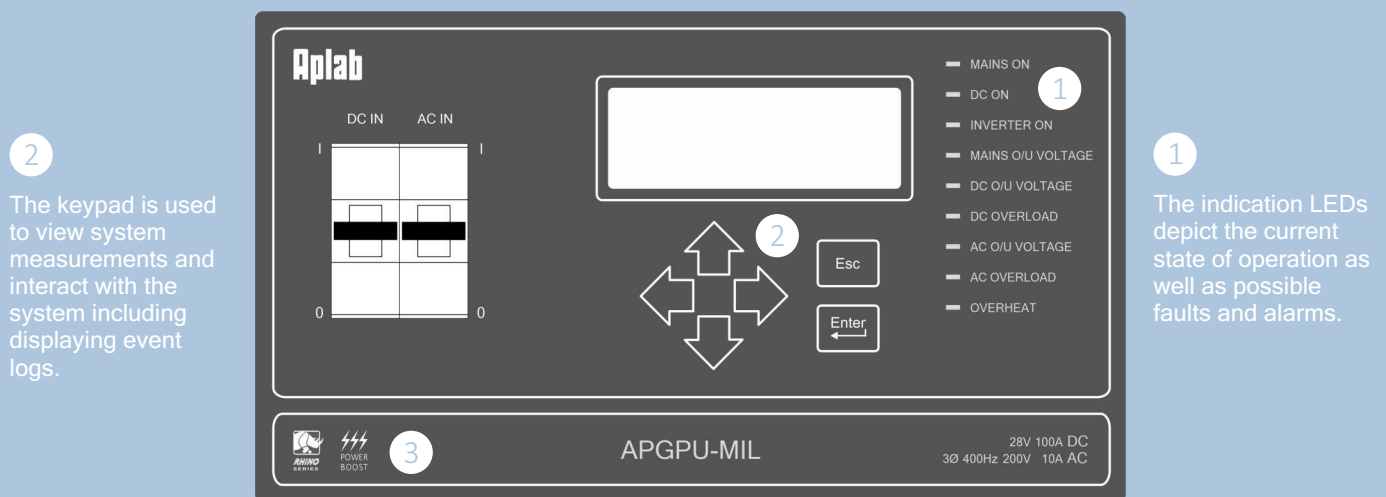 2
The keypad is used
to view system
measurements and
interact with the
system including
displaying event
logs.
Aplab
DC IN AC IN
I I
0 0
2
Esc
Enter
MAINS ON
1
DC ON
INVERTER ON
MAINS O/U VOLTAGE
DC O/U VOLTAGE
DC OVERLOAD
AC O/U VOLTAGE
AC OVERLOAD
OVERHEAT
RHINO
SERIES
POWER
BOOST
3
APGPU-MIL
28V 100A DC
3Ø 400Hz 200V 10A AC
1
The indication LEDs
depict the current
state of operation as
well as possible
faults and alarms.